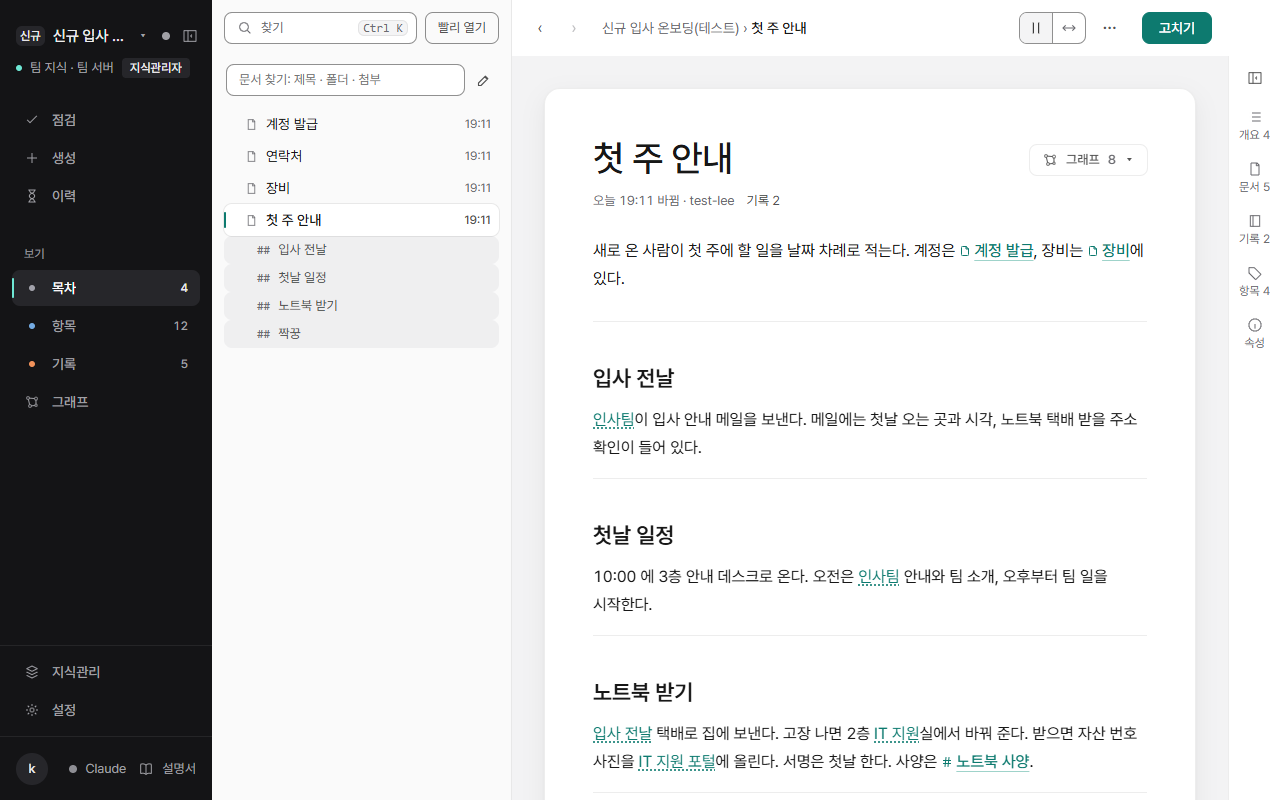 신규 신규 입사 ...
팀 지식 · 팀 서버 지식관리자
점검
생성
이력
보기
목차 4
항목 12
기록 5
그래프
지식관리
설정
k Claude 설명서
찾기 Ctrl K 빨리 열기
문서 찾기: 제목 · 폴더 · 첨부
계정 발급 19:11
연락처 19:11
장비 19:11
첫 주 안내 19:11
## 입사 전날
## 첫날 일정
## 노트북 받기
## 짝꿍
‹ › 신규 입사 온보딩(테스트) › 첫 주 안내 ··· 고치기
첫 주 안내
그래프 8
오늘 19:11 바뀜 · test-lee 기록 2
새로 온 사람이 첫 주에 할 일을 날짜 차례로 적는다. 계정은 계정 발급, 장비는 장비에
있다.
입사 전날
인사팀이 입사 안내 메일을 보낸다. 메일에는 첫날 오는 곳과 시각, 노트북 택배 받을 주소
확인이 들어 있다.
첫날 일정
10:00 에 3층 안내 데스크로 온다. 오전은 인사팀 안내와 팀 소개, 오후부터 팀 일을
시작한다.
노트북 받기
입사 전날 택배로 집에 보낸다. 고장 나면 2층 IT 지원실에서 바꿔 준다. 받으면 자산 번호
사진을 IT 지원 포털에 올린다. 서명은 첫날 한다. 사양은 # 노트북 사양.
개요 4
문서 5
기록 2
항목 4
속성